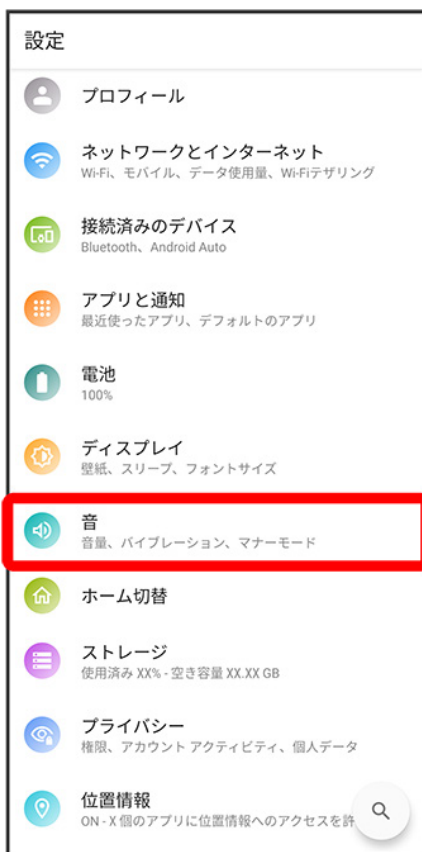 設定
プロフィール
ネットワークとインターネット
Wi-Fi、モバイル、データ使用量、Wi-Fiテザリング
接続済みのデバイス
Bluetooth、Android Auto
アプリと通知
最近使ったアプリ、デフォルトのアプリ
電池
100%
ディスプレイ
壁紙、スリープ、フォントサイズ
音
音量、バイブレーション、マナーモード
ホーム切替
ストレージ
使用済み XX% - 空き容量 XX.XX GB
プライバシー
権限、アカウント アクティビティ、個人データ
位置情報
ON - X 個のアプリに位置情報へのアクセスを許